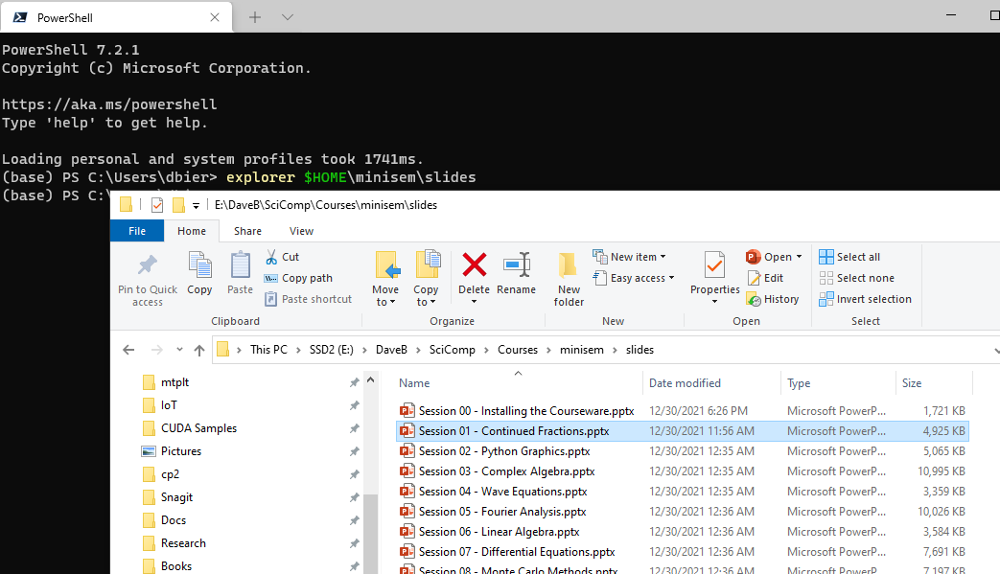 PowerShell
PowerShell 7.2.1
Copyright (c) Microsoft Corporation.
https://aka.ms/powershell
Type 'help' to get help.
Loading personal and system profiles took 1741ms.
(base) PS C:\Users\dbier> explorer $HOME\minisem\slides
(base) PS C:\
E:\DaveB\SciComp\Courses\minisem\slides
File Home Share View
Pin to Quick access
Copy
Paste
Cut
Copy path
Paste shortcut
Clipboard
Move to
Copy to
Delete
Rename
Organize
New folder
New item
Easy access
New
Properties
Open
Edit
History
Open
Select all
Select none
Invert selection
Select
This PC > SSD2 (E:) > DaveB > SciComp > Courses > minisem > slides
mtplt
IoT
CUDA Samples
Pictures
cp2
Snagit
Docs
Research
Books
Name Date modified Type Size
Session 00 - Installing the Courseware.pptx 12/30/2021 6:26 PM Microsoft PowerP... 1,721 KB
Session 01 - Continued Fractions.pptx 12/30/2021 11:56 AM Microsoft PowerP... 4,925 KB
Session 02 - Python Graphics.pptx 12/30/2021 12:35 AM Microsoft PowerP... 5,065 KB
Session 03 - Complex Algebra.pptx 12/30/2021 12:35 AM Microsoft PowerP... 10,995 KB
Session 04 - Wave Equations.pptx 12/30/2021 12:35 AM Microsoft PowerP... 3,359 KB
Session 05 - Fourier Analysis.pptx 12/30/2021 12:36 AM Microsoft PowerP... 10,026 KB
Session 06 - Linear Algebra.pptx 12/30/2021 12:36 AM Microsoft PowerP... 3,584 KB
Session 07 - Differential Equations.pptx 12/30/2021 12:36 AM Microsoft PowerP... 7,691 KB
Session 08 - Monte Carlo Methods.pptx 12/30/2021 12:36 AM Microsoft PowerP... 7,197 KB